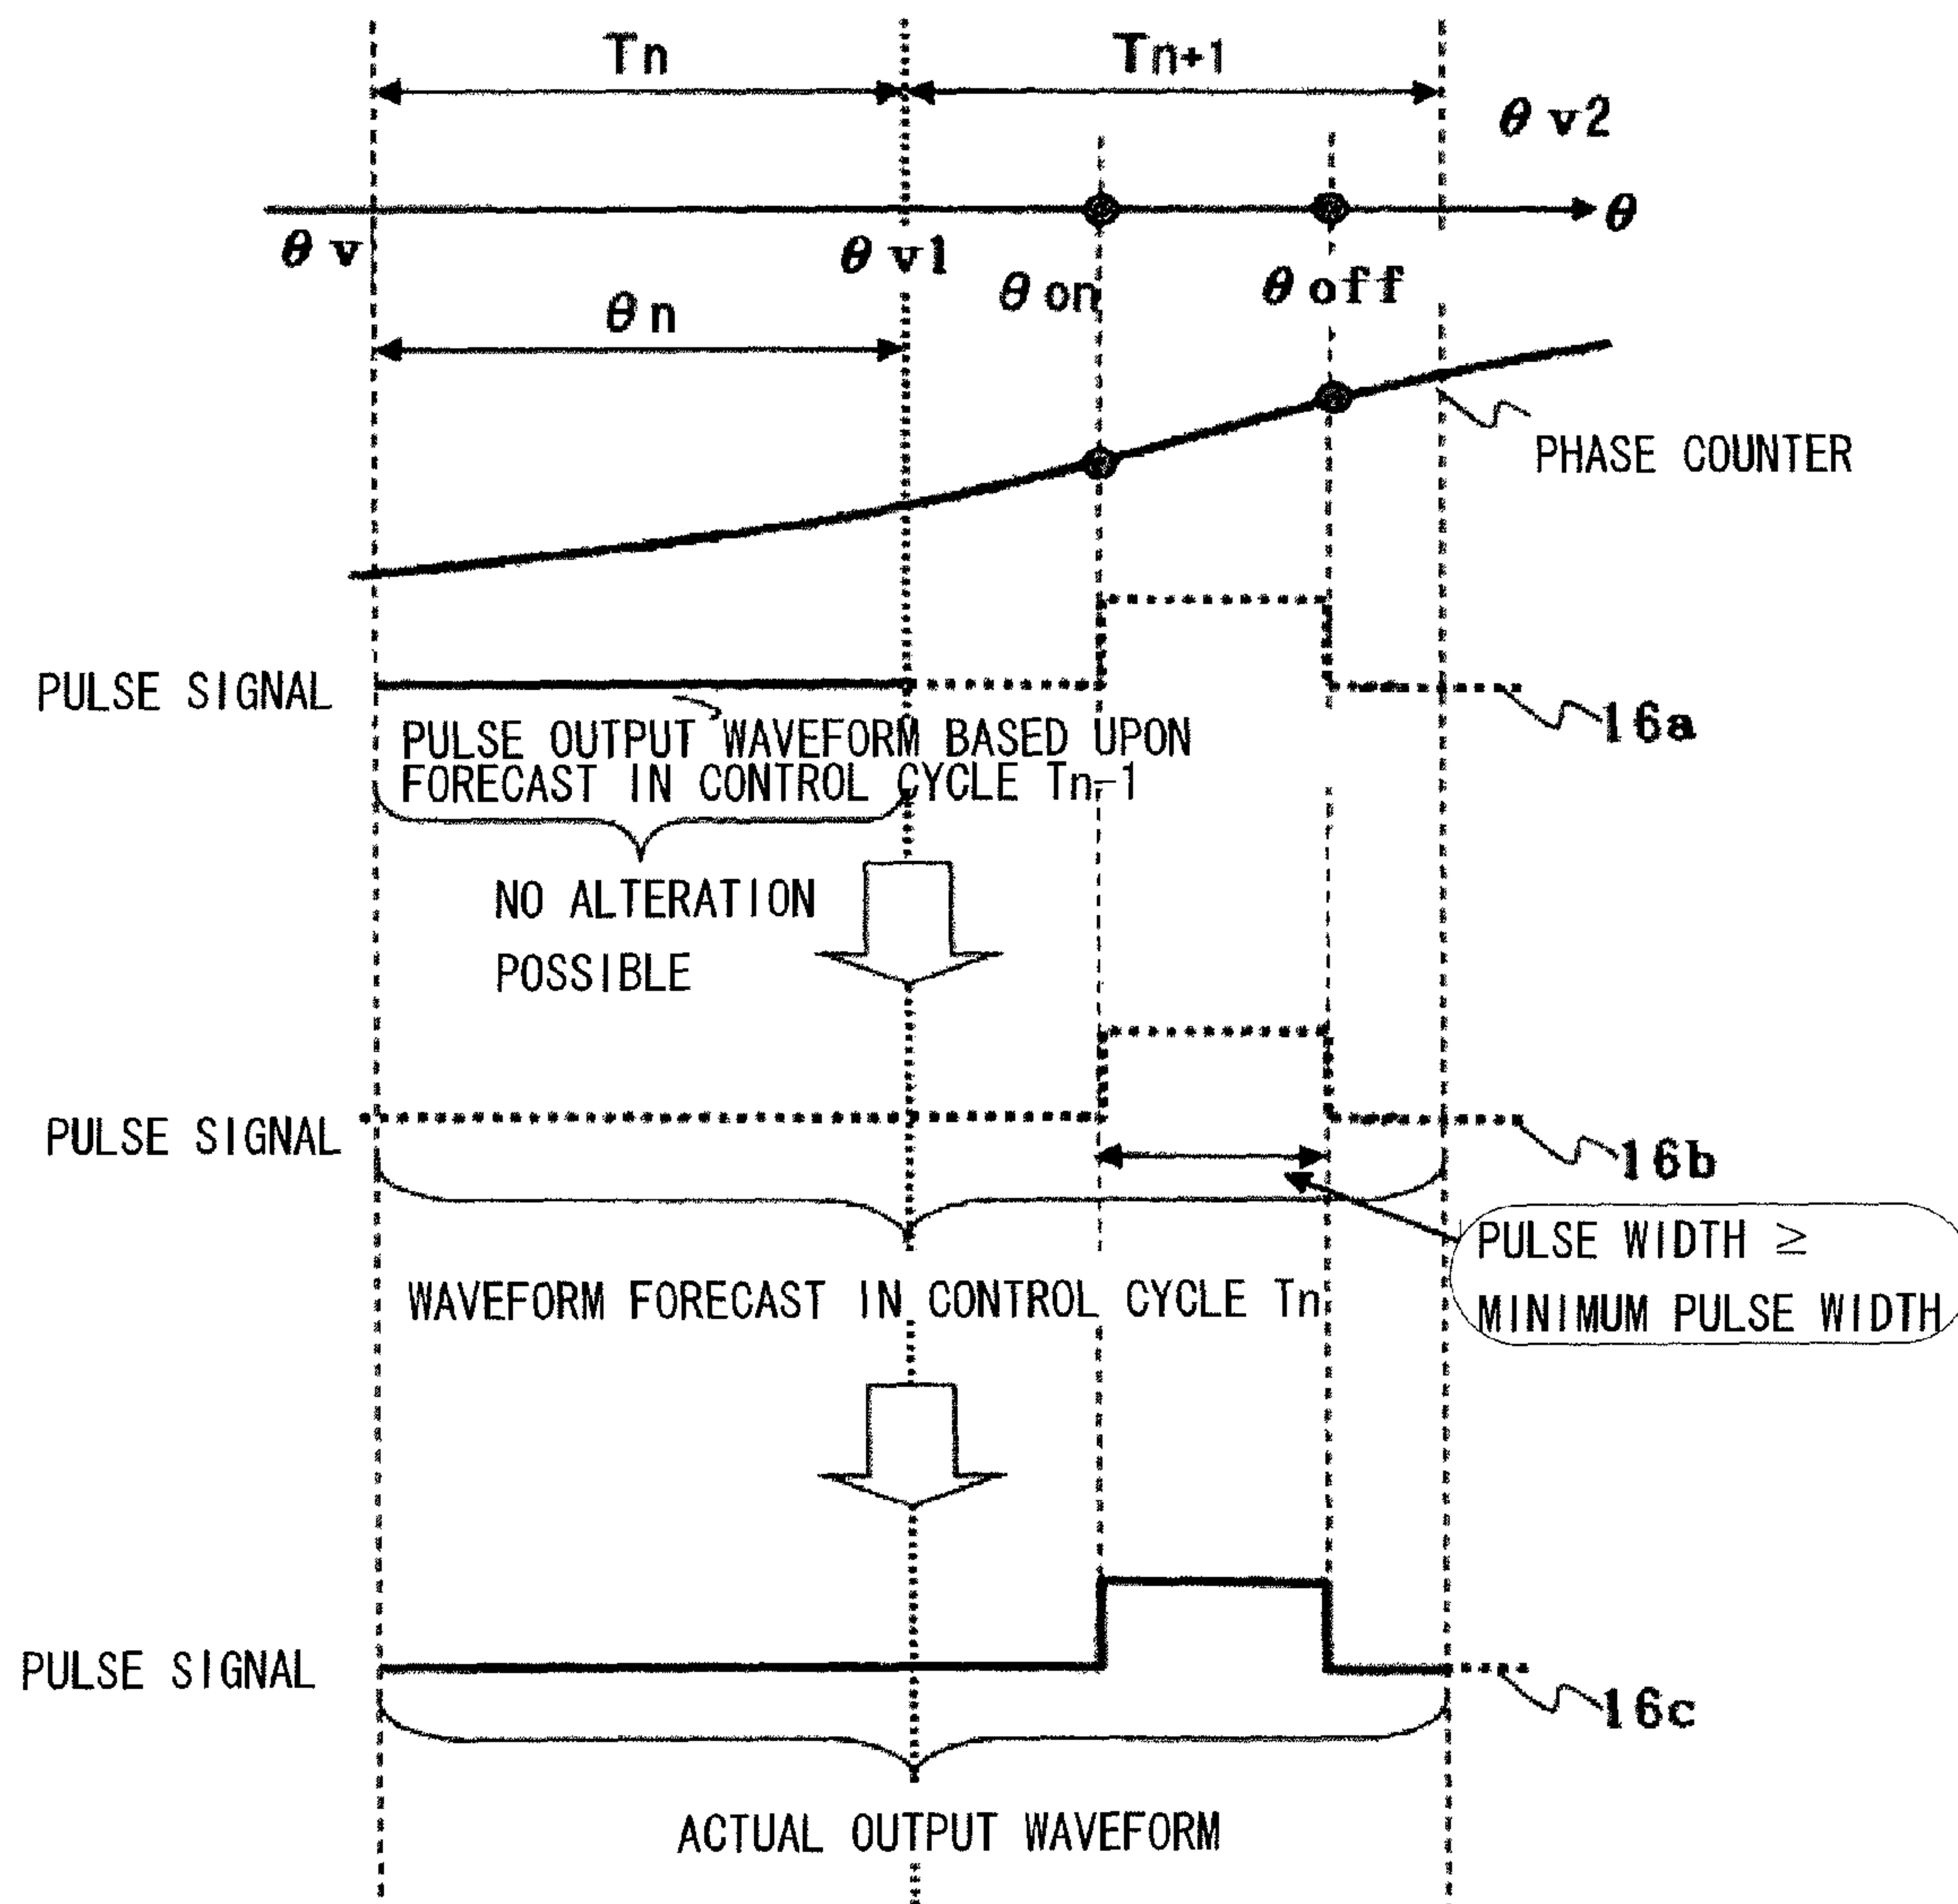 Tn
Tn+1
θ v2
θ
θ v
θ v1
θ on
θ off
θ n
PHASE COUNTER
PULSE SIGNAL
16a
PULSE OUTPUT WAVEFORM BASED UPON
FORECAST IN CONTROL CYCLE Tn-1
NO ALTERATION
POSSIBLE
PULSE SIGNAL
16b
PULSE WIDTH ≥
MINIMUM PULSE WIDTH
WAVEFORM FORECAST IN CONTROL CYCLE Tn
PULSE SIGNAL
16c
ACTUAL OUTPUT WAVEFORM